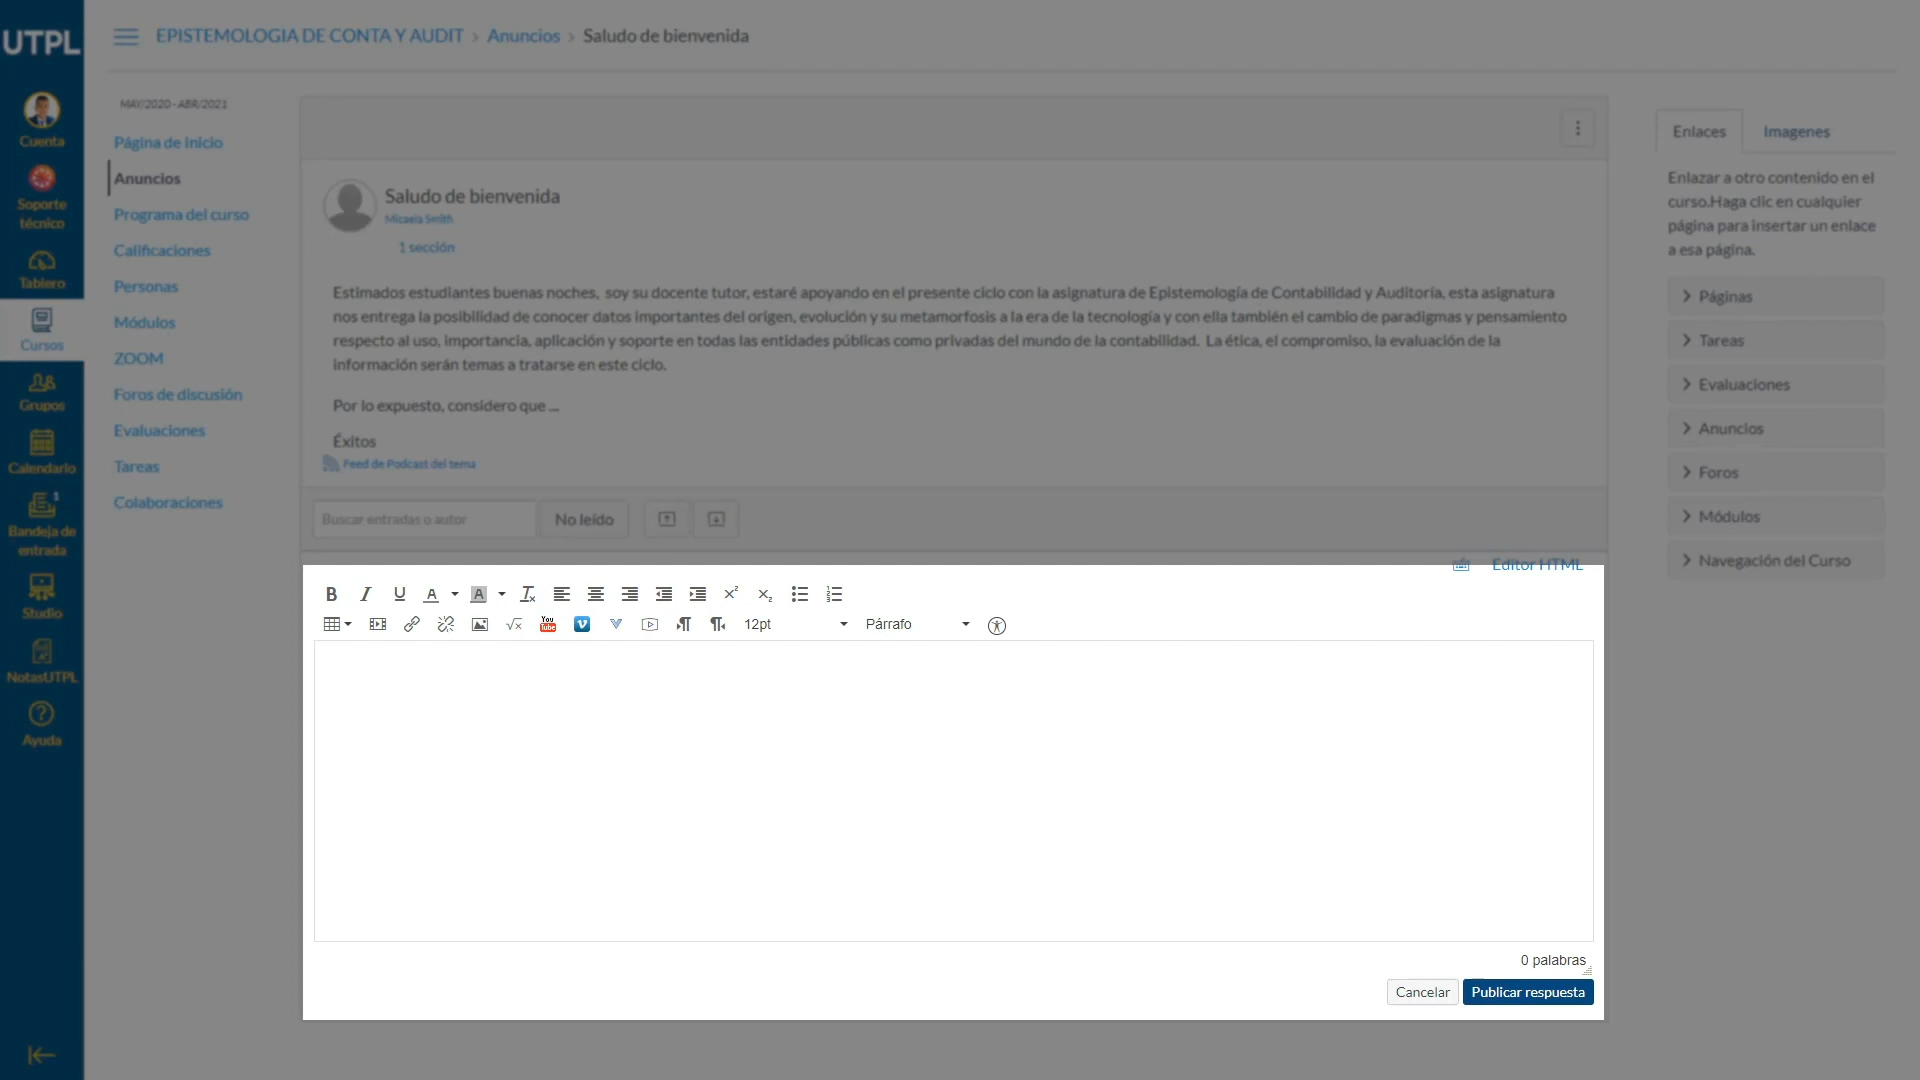 UTPL
EPISTEMOLOGIA DE CONTA Y AUDIT › Anuncios › Saludo de bienvenida
Cuenta
Soporte
técnico
Tablero
Cursos
Grupos
Calendario
1
Bandeja de
entrada
Studio
NotasUTPL
Ayuda
MAY/2020 - ABR/2021
Página de Inicio
Anuncios
Programa del curso
Calificaciones
Personas
Módulos
ZOOM
Foros de discusión
Evaluaciones
Tareas
Colaboraciones
Saludo de bienvenida
Micaela Smith
1 sección
Estimados estudiantes buenas noches, soy su docente tutor, estaré apoyando en el presente ciclo con la asignatura de Epistemología de Contabilidad y Auditoría, esta asignatura
nos entrega la posibilidad de conocer datos importantes del origen, evolución y su metamorfosis a la era de la tecnología y con ella también el cambio de paradigmas y pensamiento
respecto al uso, importancia, aplicación y soporte en todas las entidades públicas como privadas del mundo de la contabilidad. La ética, el compromiso, la evaluación de la
información serán temas a tratarse en este ciclo.
Por lo expuesto, considero que ...
Éxitos
Feed de Podcast del tema
Buscar entradas o autor
No leído
Editor HTML
12pt
Párrafo
0 palabras
Cancelar
Publicar respuesta
Enlaces
Imagenes
Enlazar a otro contenido en el
curso.Haga clic en cualquier
página para insertar un enlace
a esa página.
Páginas
Tareas
Evaluaciones
Anuncios
Foros
Módulos
Navegación del Curso